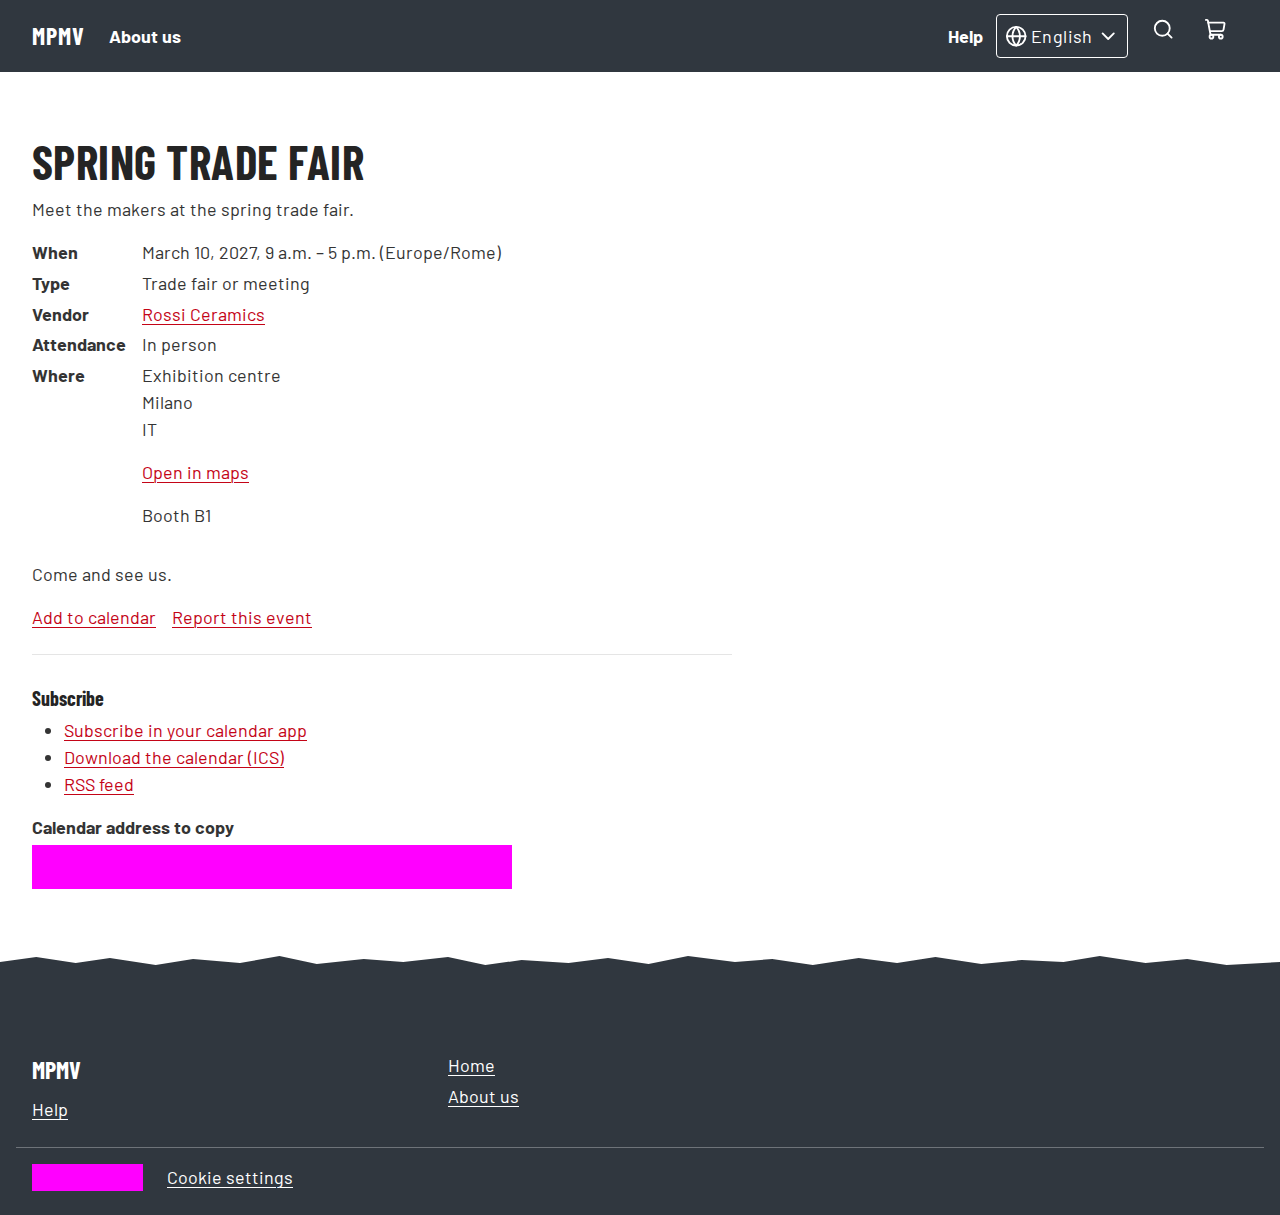 MPMV About us Help English
SPRING TRADE FAIR
Meet the makers at the spring trade fair.
When March 10, 2027, 9 a.m. – 5 p.m. (Europe/Rome)
Type Trade fair or meeting
Vendor Rossi Ceramics
Attendance In person
Where Exhibition centre
Milano
IT
Open in maps
Booth B1
Come and see us.
Add to calendar Report this event
Subscribe
Subscribe in your calendar app
Download the calendar (ICS)
RSS feed
Calendar address to copy
MPMV
Help
Home
About us
Cookie settings